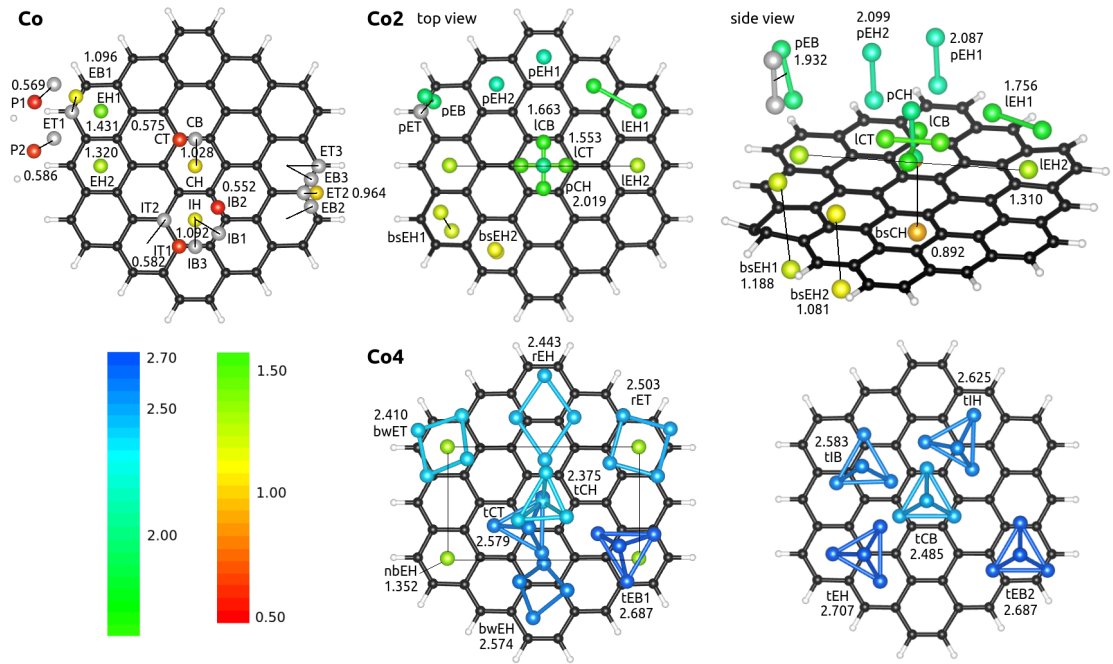 Co
1.096
EB1
0.569
P1
EH1
ET1
1.431
0.575
CB
CT
P2
1.320
1.028
0.586
EH2
CH
ET3
EB3
0.552
ET2 0.964
IH
IB2
EB2
IT2
1.092
IB1
IT1
0.582
IB3
Co2
top view
pEH1
pEH2
pEB
pET
1.663
lCB
lEH1
1.553
lCT
lEH2
pCH
2.019
bsEH1
bsEH2
side view
2.099
pEH2
pEB
1.932
2.087
pEH1
1.756
lEH1
pCH
lCB
lCT
lEH2
1.310
bsCH
0.892
bsEH1
1.188
bsEH2
1.081
2.70
2.50
2.00
1.50
1.00
0.50
Co4
2.443
rEH
2.503
rET
2.410
bwET
2.375
tCH
tCT
2.579
nbEH
1.352
tEB1
2.687
bwEH
2.574
2.625
tIH
2.583
tIB
tCB
2.485
tEH
2.707
tEB2
2.687